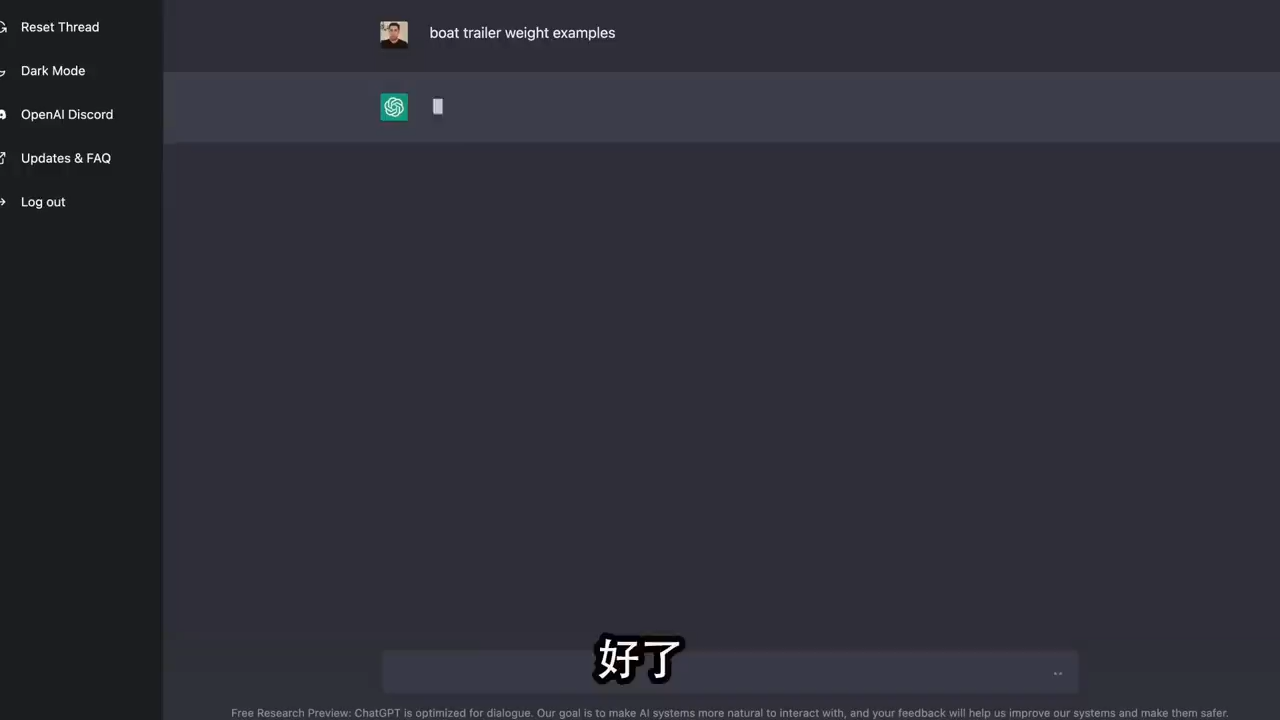 Reset Thread
Dark Mode
OpenAI Discord
Updates & FAQ
Log out
boat trailer weight examples
好了
Free Research Preview: ChatGPT is optimized for dialogue. Our goal is to make AI systems more natural to interact with, and your feedback will help us improve our systems and make them safer.